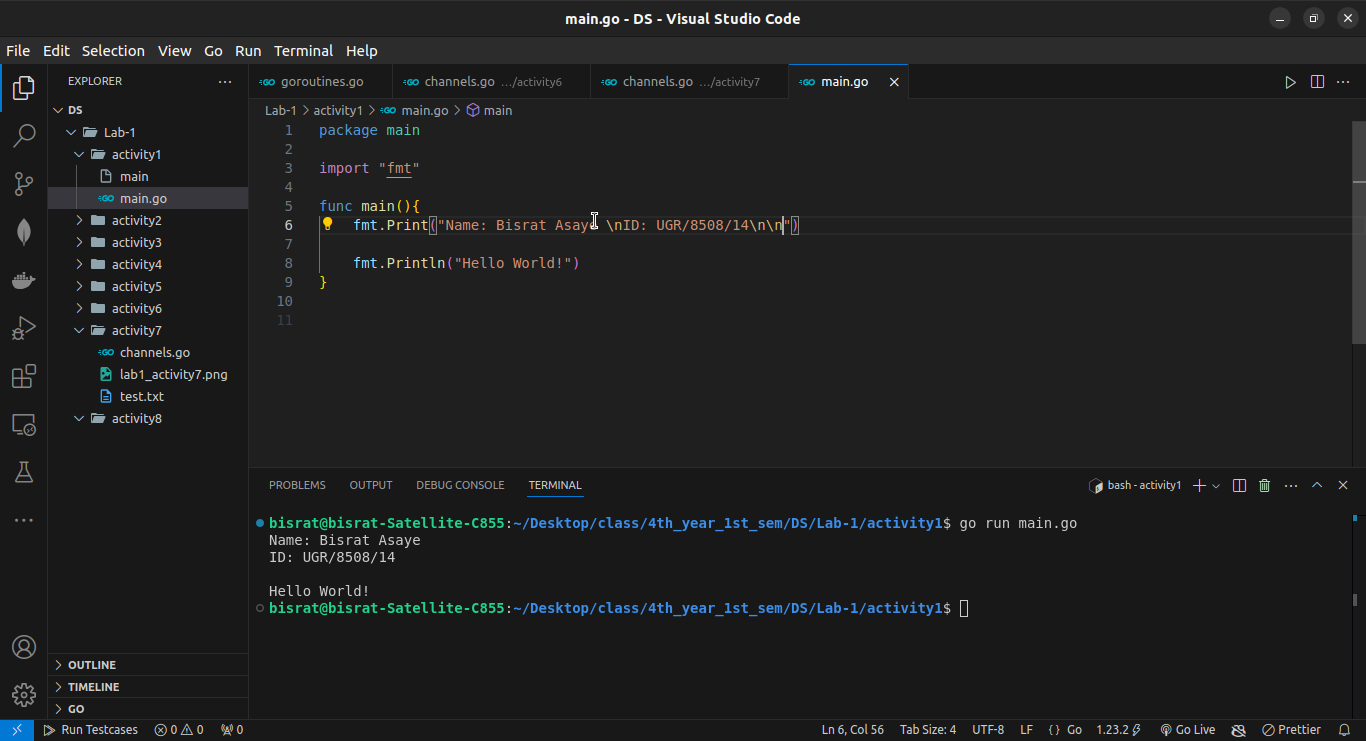 main.go - DS - Visual Studio Code
File Edit Selection View Go Run Terminal Help
EXPLORER
DS
Lab-1
activity1
main
main.go
activity2
activity3
activity4
activity5
activity6
activity7
channels.go
lab1_activity7.png
test.txt
activity8
OUTLINE
TIMELINE
GO
goroutines.go channels.go .../activity6 channels.go .../activity7 main.go
Lab-1 > activity1 > main.go > main
1 package main
2
3 import "fmt"
4
5 func main(){
6 fmt.Print("Name: Bisrat Asaye \nID: UGR/8508/14\n\n")
7
8 fmt.Println("Hello World!")
9 }
10
11
PROBLEMS OUTPUT DEBUG CONSOLE TERMINAL
bash - activity1
bisrat@bisrat-Satellite-C855:~/Desktop/class/4th_year_1st_sem/DS/Lab-1/activity1$ go run main.go
Name: Bisrat Asaye
ID: UGR/8508/14
Hello World!
bisrat@bisrat-Satellite-C855:~/Desktop/class/4th_year_1st_sem/DS/Lab-1/activity1$
Run Testcases 0 0 0 Ln 6, Col 56 Tab Size: 4 UTF-8 LF {} Go 1.23.2 Go Live Prettier